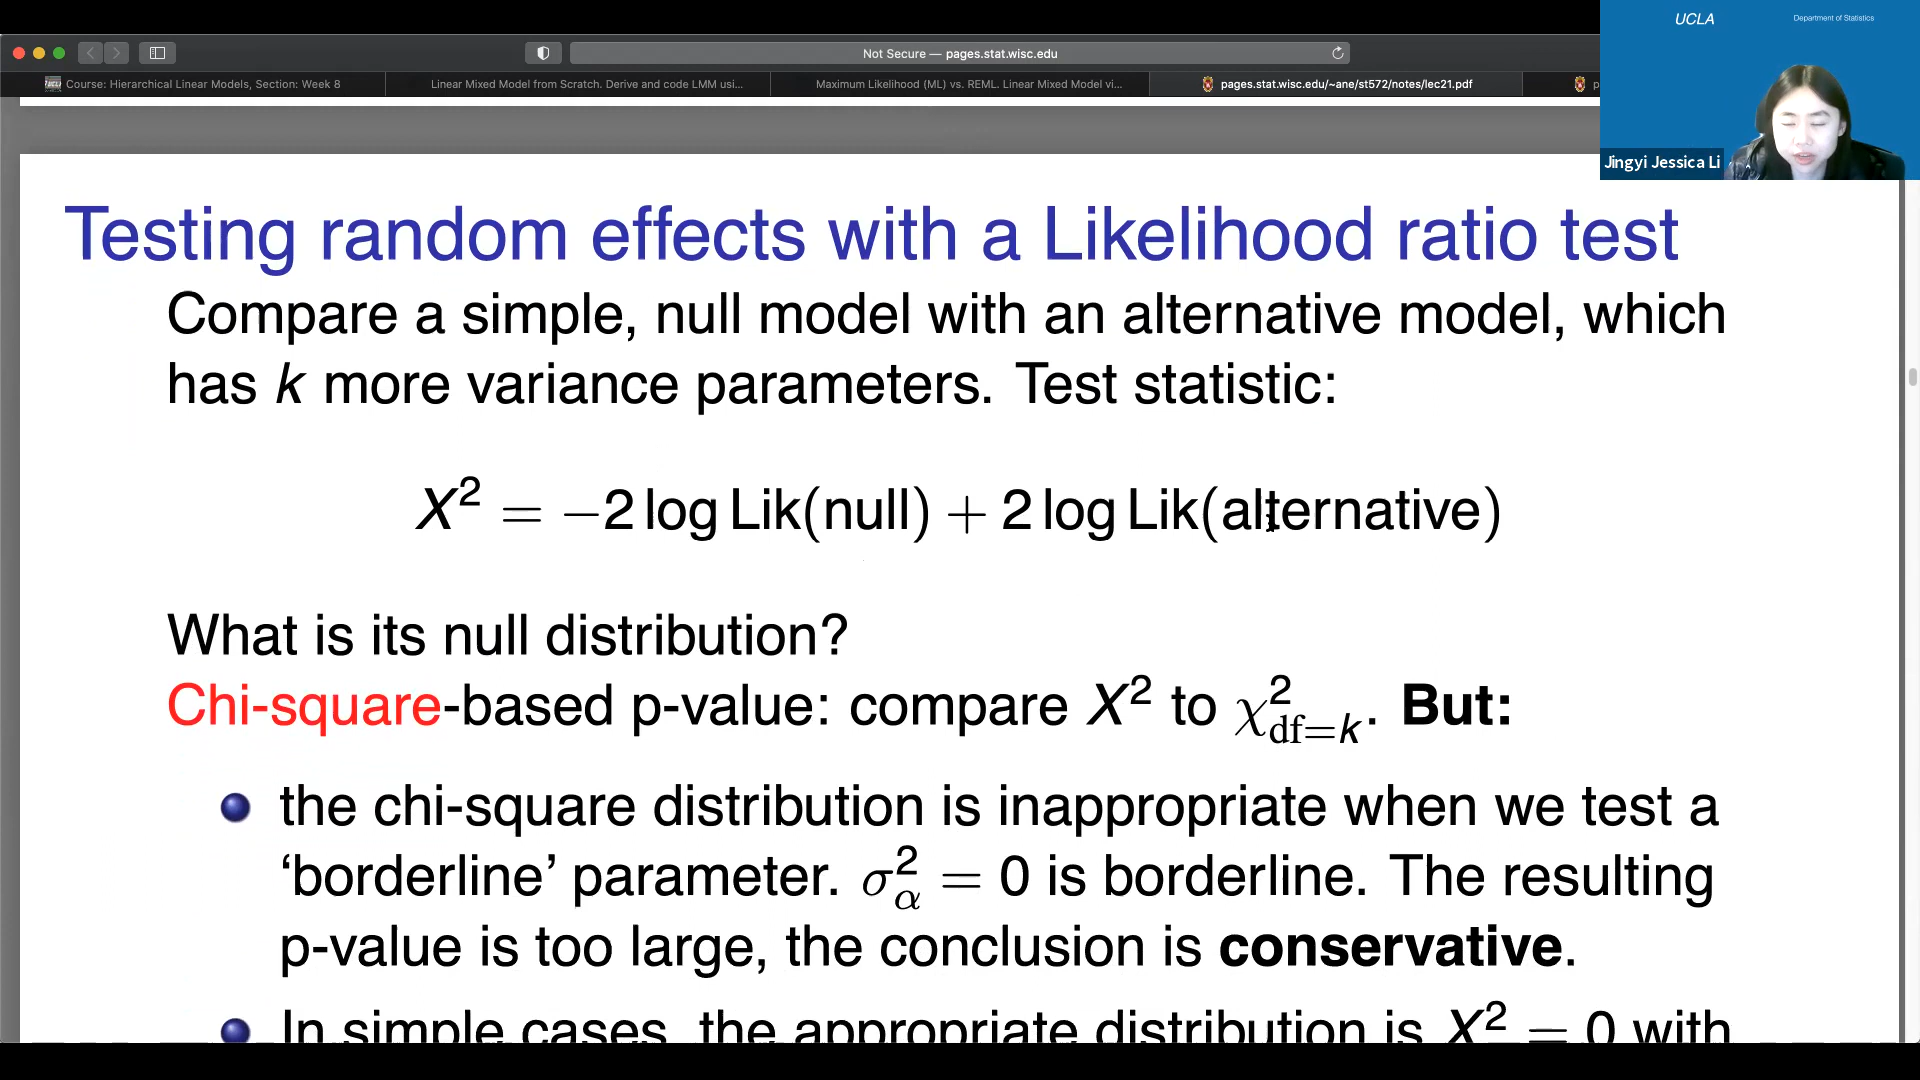 UCLA
Department of Statistics
Not Secure — pages.stat.wisc.edu
Course: Hierarchical Linear Models, Section: Week 8
Linear Mixed Model from Scratch. Derive and code LMM usi...
Maximum Likelihood (ML) vs. REML. Linear Mixed Model vi...
pages.stat.wisc.edu/~ane/st572/notes/lec21.pdf
Jingyi Jessica Li
Testing random effects with a Likelihood ratio test
Compare a simple, null model with an alternative model, which
has k more variance parameters. Test statistic:
X² = −2 log Lik(null) + 2 log Lik(alternative)
What is its null distribution?
Chi-square-based p-value: compare X² to χ²_df=k. But:
the chi-square distribution is inappropriate when we test a
‘borderline’ parameter. σ²_α = 0 is borderline. The resulting
p-value is too large, the conclusion is conservative.
In simple cases, the appropriate distribution is X² = 0 with